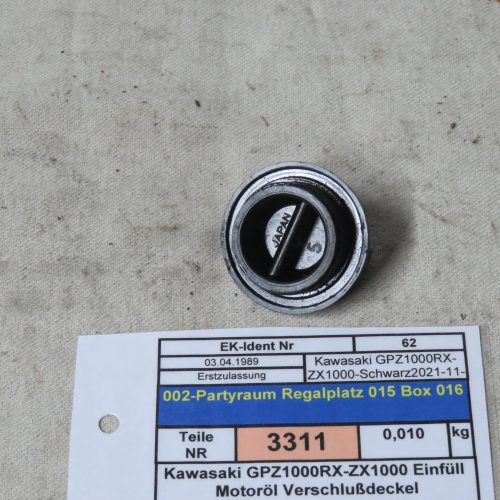 JAPAN
5
EK-Ident Nr 62
03.04.1989 Kawasaki GPZ1000RX-
Erstzulassung ZX1000-Schwarz2021-11-
002-Partyraum Regalplatz 015 Box 016
Teile NR 3311 0,010 kg
Kawasaki GPZ1000RX-ZX1000 Einfüll
Motoröl Verschlußdeckel